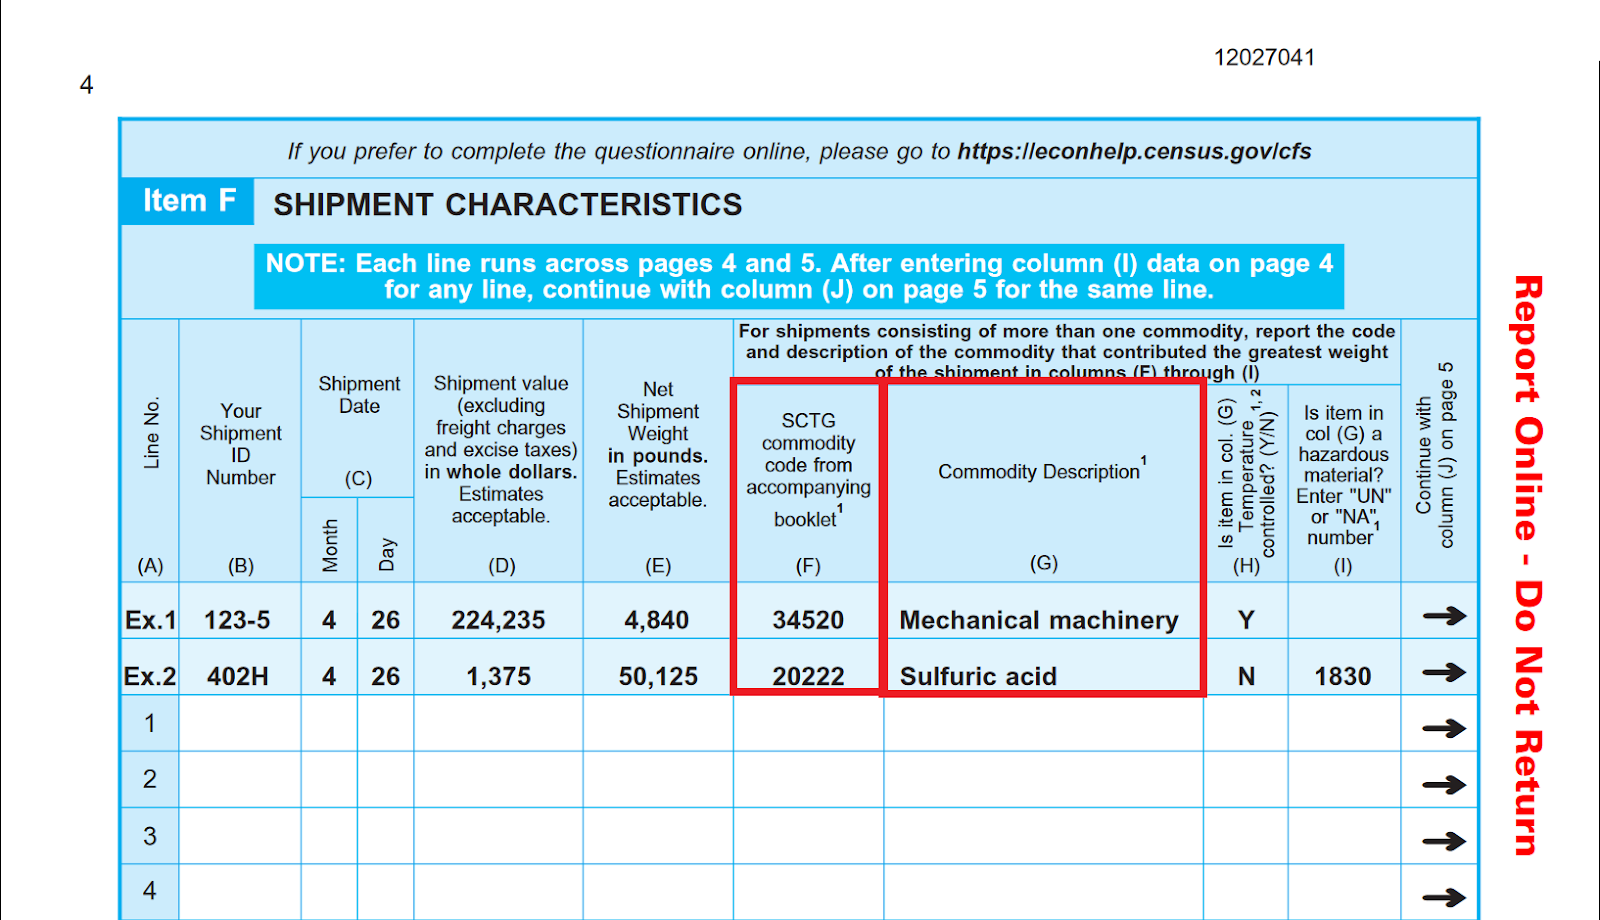 12027041
4
If you prefer to complete the questionnaire online, please go to https://econhelp.census.gov/cfs
Item F SHIPMENT CHARACTERISTICS
NOTE: Each line runs across pages 4 and 5. After entering column (I) data on page 4
for any line, continue with column (J) on page 5 for the same line.
Line No.
(A)
Your
Shipment
ID
Number
(B)
Shipment
Date
(C)
Month
Day
Shipment value
(excluding
freight charges
and excise taxes)
in whole dollars.
Estimates
acceptable.
(D)
Net
Shipment
Weight
in pounds.
Estimates
acceptable.
(E)
For shipments consisting of more than one commodity, report the code
and description of the commodity that contributed the greatest weight
of the shipment in columns (F) through (I)
SCTG
commodity
code from
accompanying
booklet1
(F)
Commodity Description1
(G)
Is item in col. (G)
Temperature 1, 2
controlled? (Y/N)
(H)
Is item in
col (G) a
hazardous
material?
Enter "UN"
or "NA"
number1
(I)
Continue with
column (J) on page 5
Ex.1 123-5 4 26 224,235 4,840 34520 Mechanical machinery Y →
Ex.2 402H 4 26 1,375 50,125 20222 Sulfuric acid N 1830 →
1 →
2 →
3 →
4 →
Report Online - Do Not Return